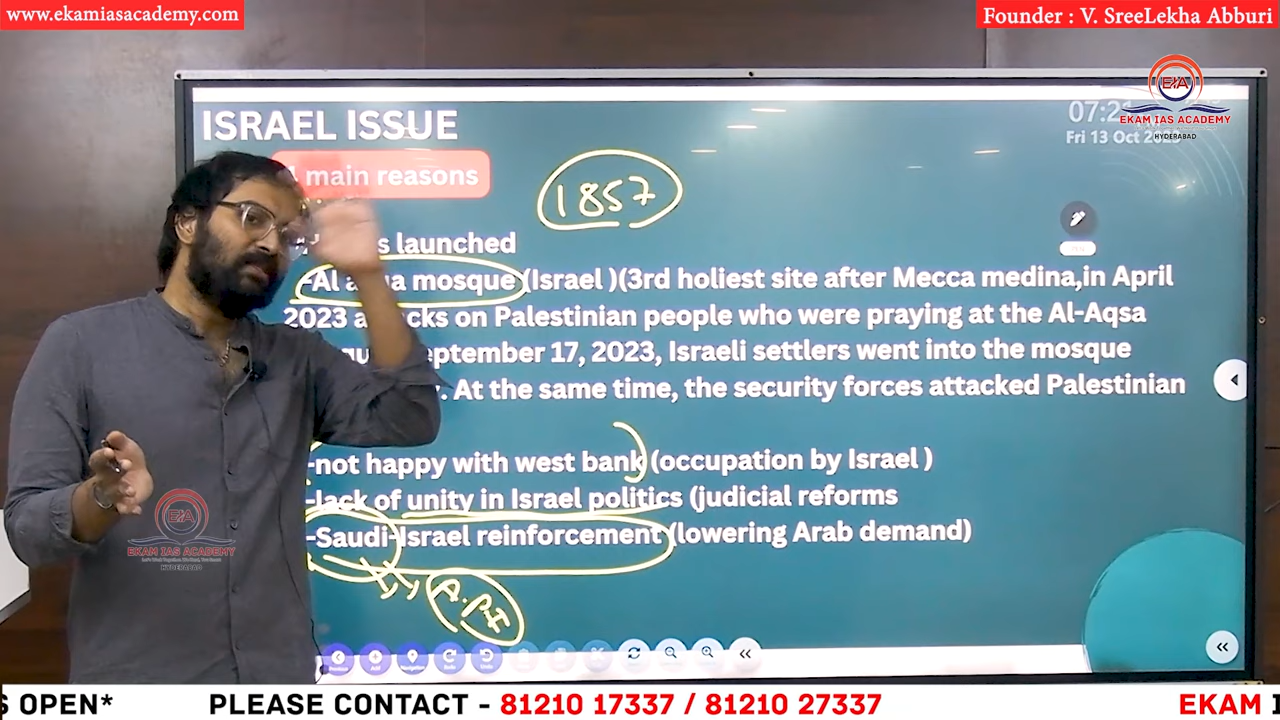 www.ekamiasacademy.com
Founder : V. SreeLekha Abburi
ISRAEL ISSUE
EIA
EKAM IAS ACADEMY
HYDERABAD
Fri 13 Oct
main reasons
1857
launched
-Al mosque (Israel )(3rd holiest site after Mecca medina,in April
2023 on Palestinian people who were praying at the Al-Aqsa
17, 2023, Israeli settlers went into the mosque
. At the same time, the security forces attacked Palestinian
-not happy with west bank (occupation by Israel )
-lack of unity in Israel politics (judicial reforms
-Saudi-Israel reinforcement (lowering Arab demand)
EIA
EKAM IAS ACADEMY
HYDERABAD
S OPEN* PLEASE CONTACT - 81210 17337 / 81210 27337 EKAM